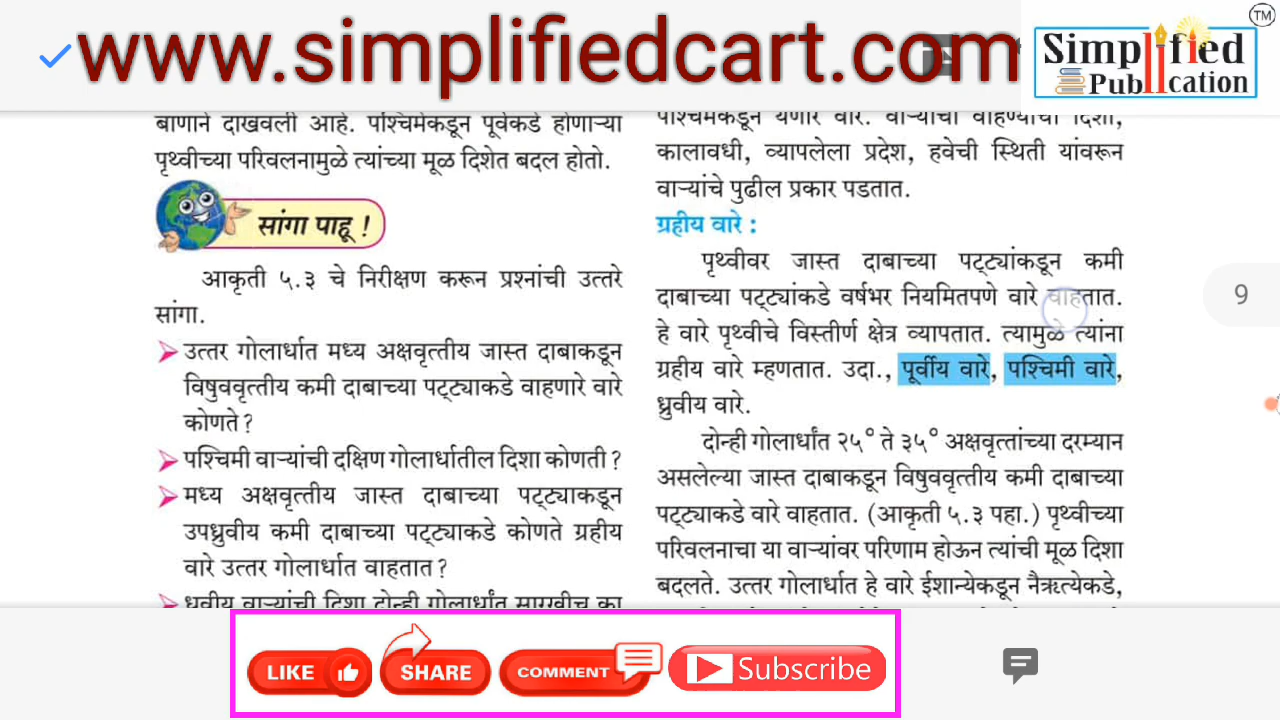 www.simplifiedcart.com
Simplified
Publication
TM
बाणाने दाखवली आहे. पश्चिमेकडून पूर्वेकडे होणाऱ्या
पृथ्वीच्या परिवलनामुळे त्यांच्या मूळ दिशेत बदल होतो.
सांगा पाहू !
आकृती ५.३ चे निरीक्षण करून प्रश्नांची उत्तरे
सांगा.
➤ उत्तर गोलार्धात मध्य अक्षवृत्तीय जास्त दाबाकडून
विषुववृत्तीय कमी दाबाच्या पट्ट्याकडे वाहणारे वारे
कोणते ?
➤ पश्चिमी वाऱ्यांची दक्षिण गोलार्धातील दिशा कोणती ?
➤ मध्य अक्षवृत्तीय जास्त दाबाच्या पट्ट्याकडून
उपध्रुवीय कमी दाबाच्या पट्ट्याकडे कोणते ग्रहीय
वारे उत्तर गोलार्धात वाहतात ?
➤ ध्रुवीय वाऱ्यांची दिशा दोन्ही गोलार्धांत सारखीच का
पश्चिमेकडून येणारे वारे. वाऱ्यांची वाहण्याची दिशा,
कालावधी, व्यापलेला प्रदेश, हवेची स्थिती यांवरून
वाऱ्यांचे पुढील प्रकार पडतात.
ग्रहीय वारे :
पृथ्वीवर जास्त दाबाच्या पट्ट्यांकडून कमी
दाबाच्या पट्ट्यांकडे वर्षभर नियमितपणे वारे वाहतात.
हे वारे पृथ्वीचे विस्तीर्ण क्षेत्र व्यापतात. त्यामुळे त्यांना
ग्रहीय वारे म्हणतात. उदा., पूर्वीय वारे, पश्चिमी वारे,
ध्रुवीय वारे.
दोन्ही गोलार्धांत २५° ते ३५° अक्षवृत्तांच्या दरम्यान
असलेल्या जास्त दाबाकडून विषुववृत्तीय कमी दाबाच्या
पट्ट्याकडे वारे वाहतात. (आकृती ५.३ पहा.) पृथ्वीच्या
परिवलनाचा या वाऱ्यांवर परिणाम होऊन त्यांची मूळ दिशा
बदलते. उत्तर गोलार्धात हे वारे ईशान्येकडून नैऋत्येकडे,
9
LIKE
SHARE
COMMENT
Subscribe